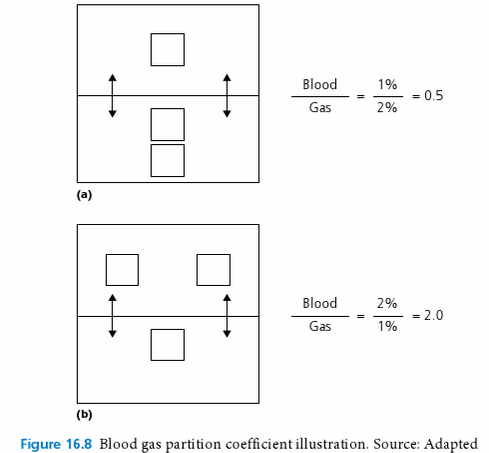 Blood
Gas
=
1%
2%
= 0.5
(a)
Blood
Gas
=
2%
1%
= 2.0
(b)
Figure 16.8 Blood gas partition coefficient illustration. Source: Adapted